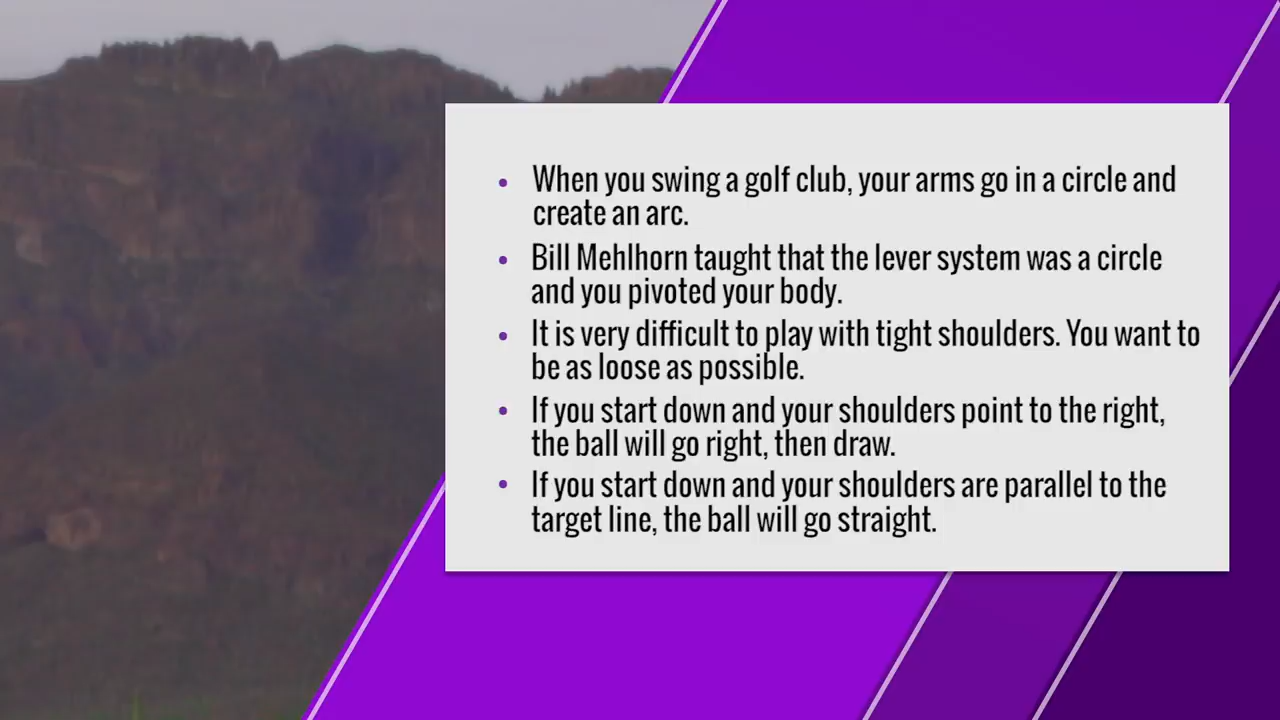 • When you swing a golf club, your arms go in a circle and
create an arc.
• Bill Mehlhorn taught that the lever system was a circle
and you pivoted your body.
• It is very difficult to play with tight shoulders. You want to
be as loose as possible.
• If you start down and your shoulders point to the right,
the ball will go right, then draw.
• If you start down and your shoulders are parallel to the
target line, the ball will go straight.